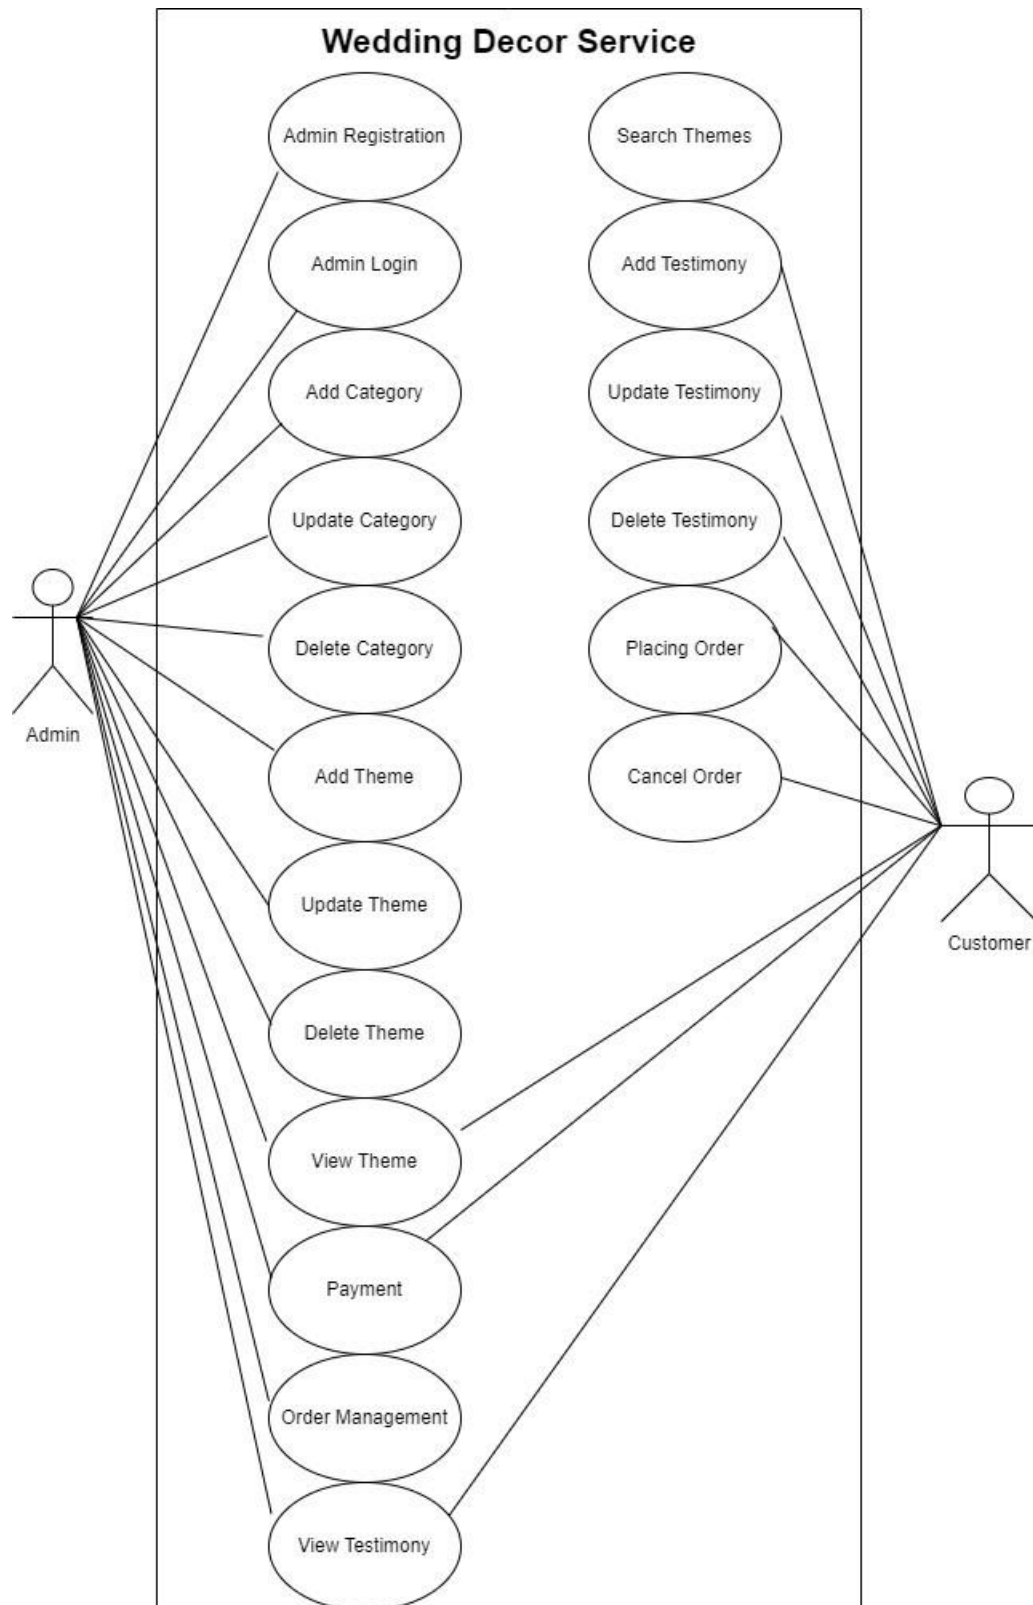 Wedding Decor Service
Admin Registration
Search Themes
Admin Login
Add Testimony
Add Category
Update Testimony
Update Category
Delete Testimony
Delete Category
Placing Order
Admin
Add Theme
Cancel Order
Update Theme
Customer
Delete Theme
View Theme
Payment
Order Management
View Testimony